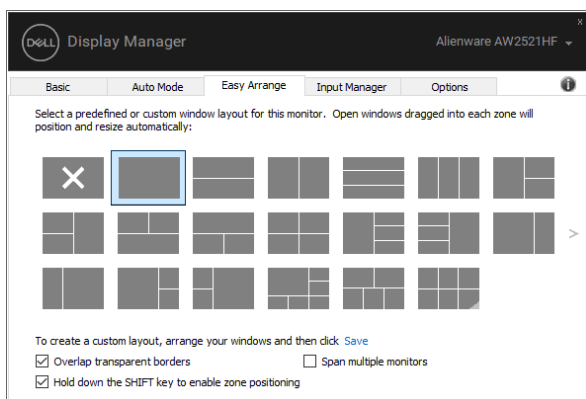 x
DELL Display Manager Alienware AW2521HF
Basic Auto Mode Easy Arrange Input Manager Options
Select a predefined or custom window layout for this monitor. Open windows dragged into each zone will
position and resize automatically:
To create a custom layout, arrange your windows and then click Save
Overlap transparent borders Span multiple monitors
Hold down the SHIFT key to enable zone positioning